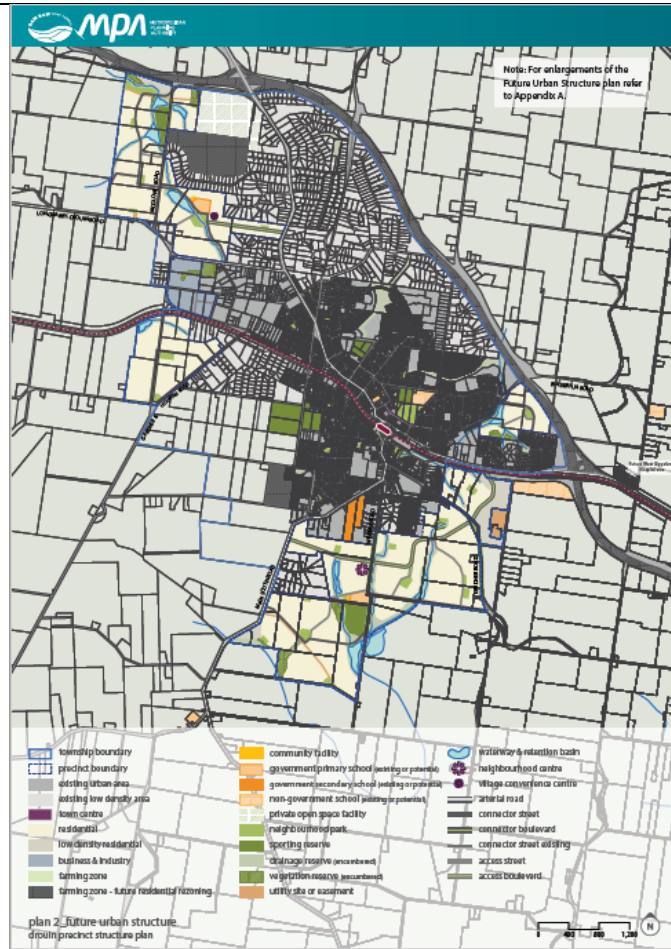 MPA METROPOLITAN
PLANNING
AUTHORITY
Note: For enlargements of the
Future Urban Structure plan refer
to Appendix A.
township boundary
precinct boundary
existing urban area
existing low density area
town centre
residential
low density residential
business & industry
farming zone
farming zone - future residential rezoning
community facility
government primary school (existing or potential)
government secondary school (existing or potential)
non-government school (existing or potential)
private open space facility
neighbourhood park
sporting reserve
drainage reserve (encumbered)
vegetation reserve (encumbered)
utility site or easement
waterway & retention basin
neighbourhood centre
village convenience centre
arterial road
connector street
connector boulevard
connector street existing
access street
access boulevard
plan 2_future urban structure
drouin precinct structure plan
0 400 800 1,200
N